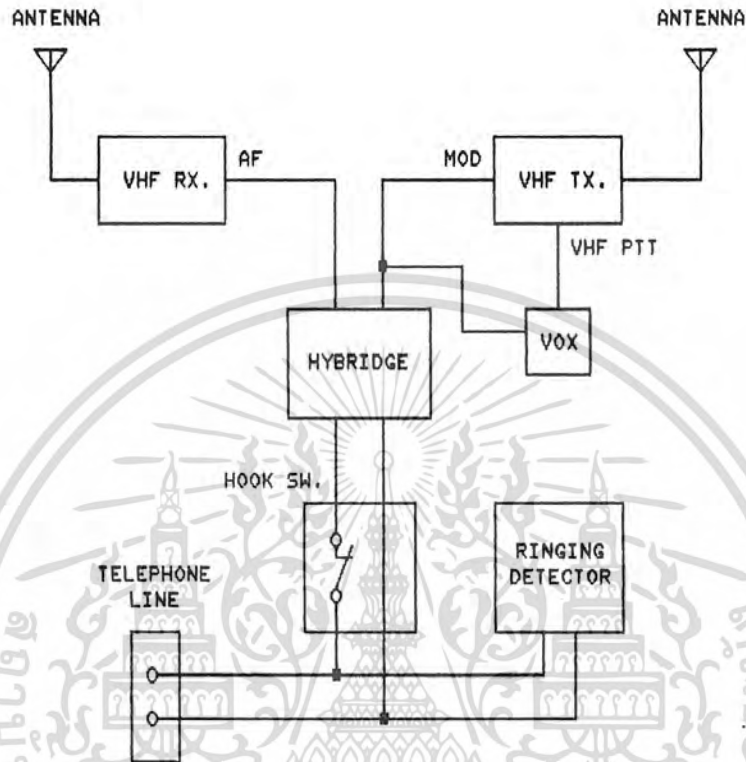 ANTENNA
ANTENNA
VHF RX.
AF
MOD
VHF TX.
VHF PTT
HYBRIDGE
VOX
HOOK SW.
RINGING
DETECTOR
TELEPHONE
LINE